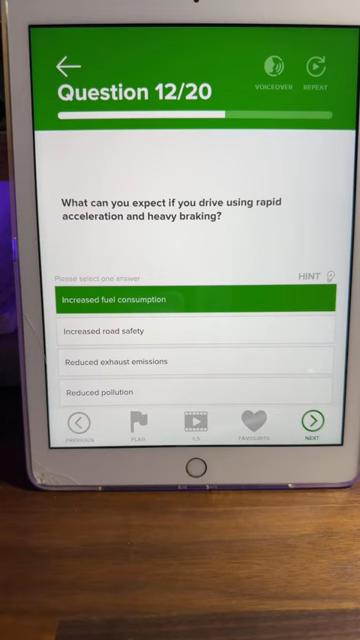 Question 12/20
VOICEOVER
REPEAT
What can you expect if you drive using rapid
acceleration and heavy braking?
Please select one answer
HINT
Increased fuel consumption
Increased road safety
Reduced exhaust emissions
Reduced pollution
PREVIOUS
FLAG
FAVOURITE
NEXT